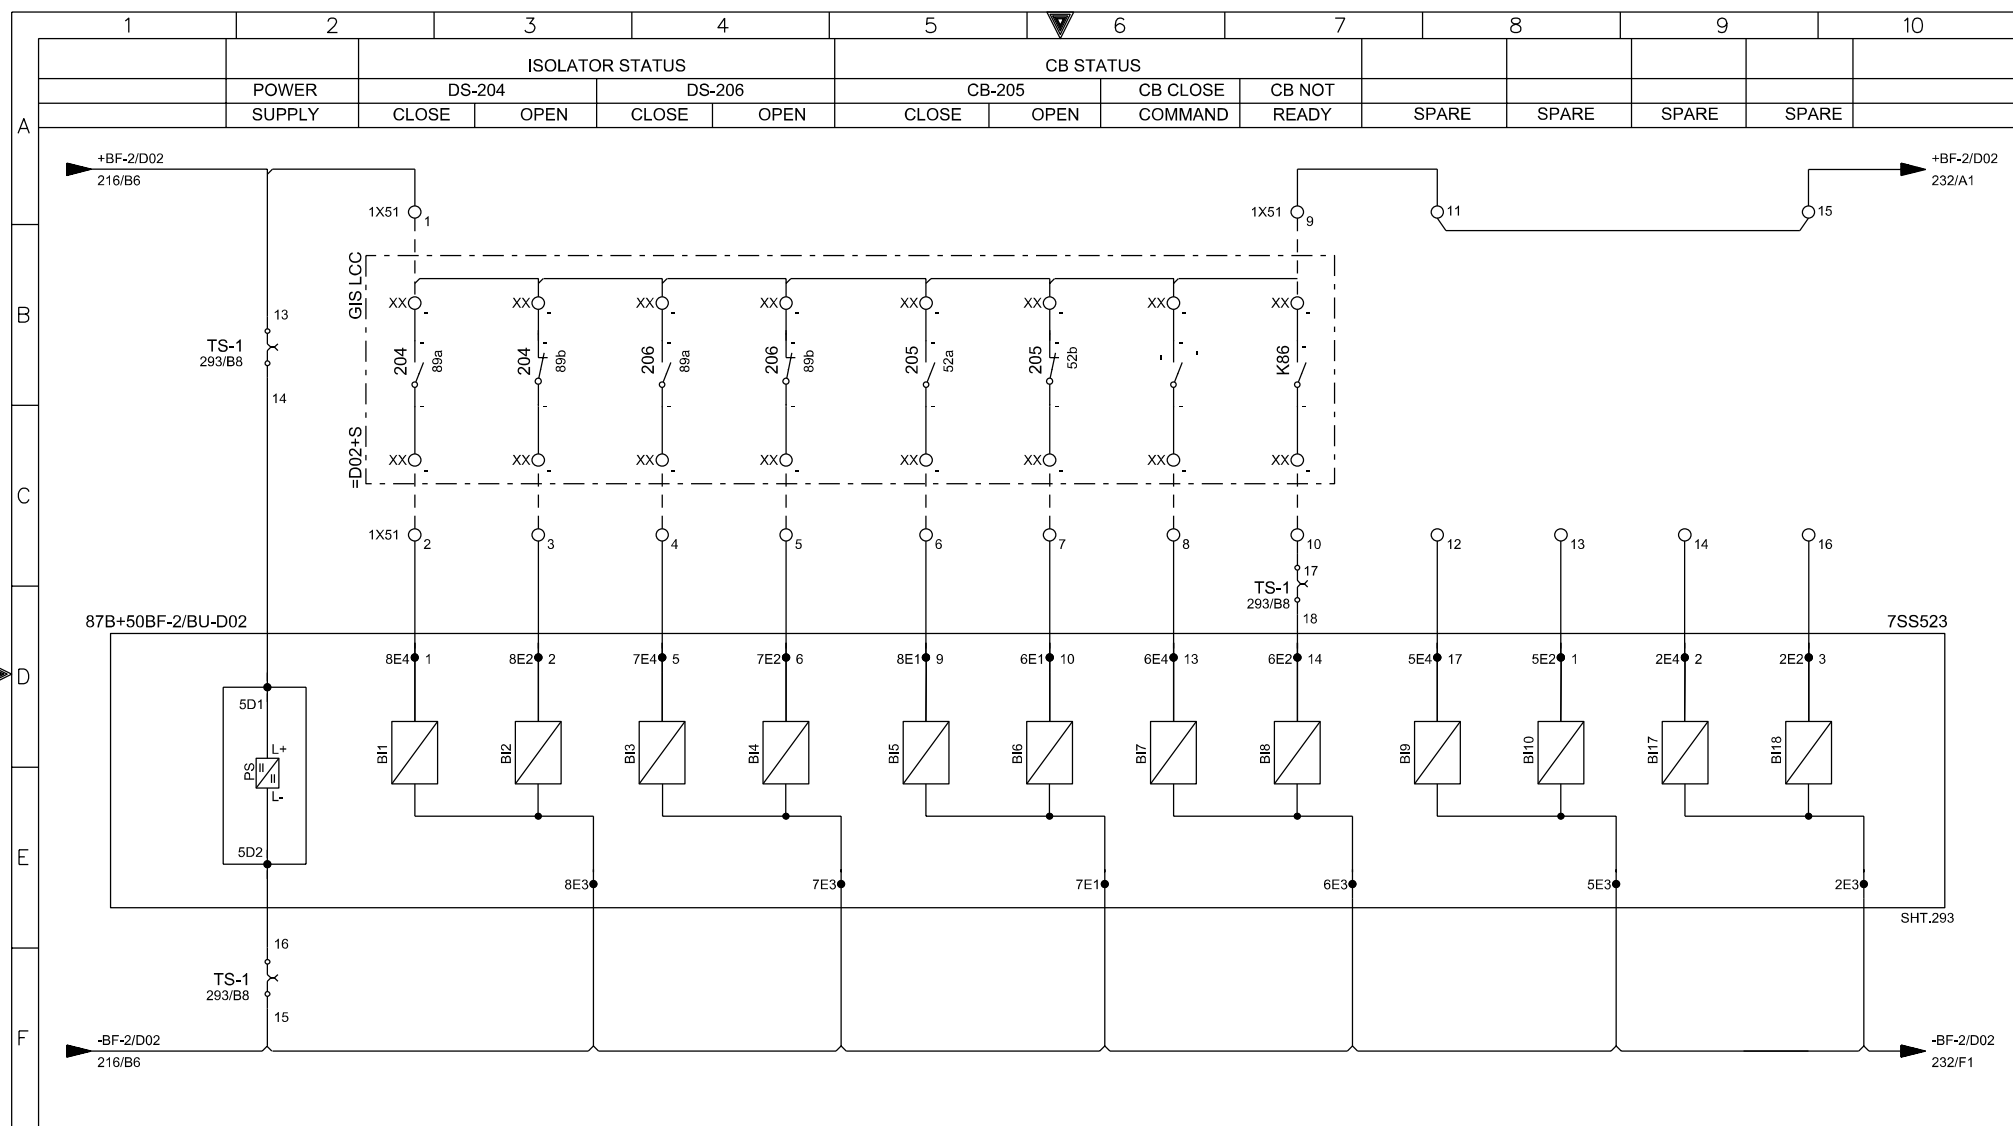 1 2 3 4 5 6 7 8 9 10
ISOLATOR STATUS CB STATUS
POWER DS-204 DS-206 CB-205 CB CLOSE CB NOT
SUPPLY CLOSE OPEN CLOSE OPEN CLOSE OPEN COMMAND READY SPARE SPARE SPARE SPARE
A
+BF-2/D02 +BF-2/D02
216/B6 232/A1
1X51 1 1X51 9 11 15
GIS LCC
B
XX XX XX XX XX XX XX XX
13
TS-1
293/B8
14
204 89a 204 89b 206 89a 206 89b 205 52a 205 52b K86
=D02+S
XX XX XX XX XX XX XX XX
C
1X51 2 3 4 5 6 7 8 10 12 13 14 16
17
TS-1
293/B8
18
87B+50BF-2/BU-D02 7SS523
8E4 1 8E2 2 7E4 5 7E2 6 8E1 9 6E1 10 6E4 13 6E2 14 5E4 17 5E2 1 2E4 2 2E2 3
D
5D1
L+
PS
L-
BI1 BI2 BI3 BI4 BI5 BI6 BI7 BI8 BI9 BI10 BI17 BI18
5D2
E
8E3 7E3 7E1 6E3 5E3 2E3
SHT.293
16
TS-1
293/B8
15
F
-BF-2/D02 -BF-2/D02
216/B6 232/F1